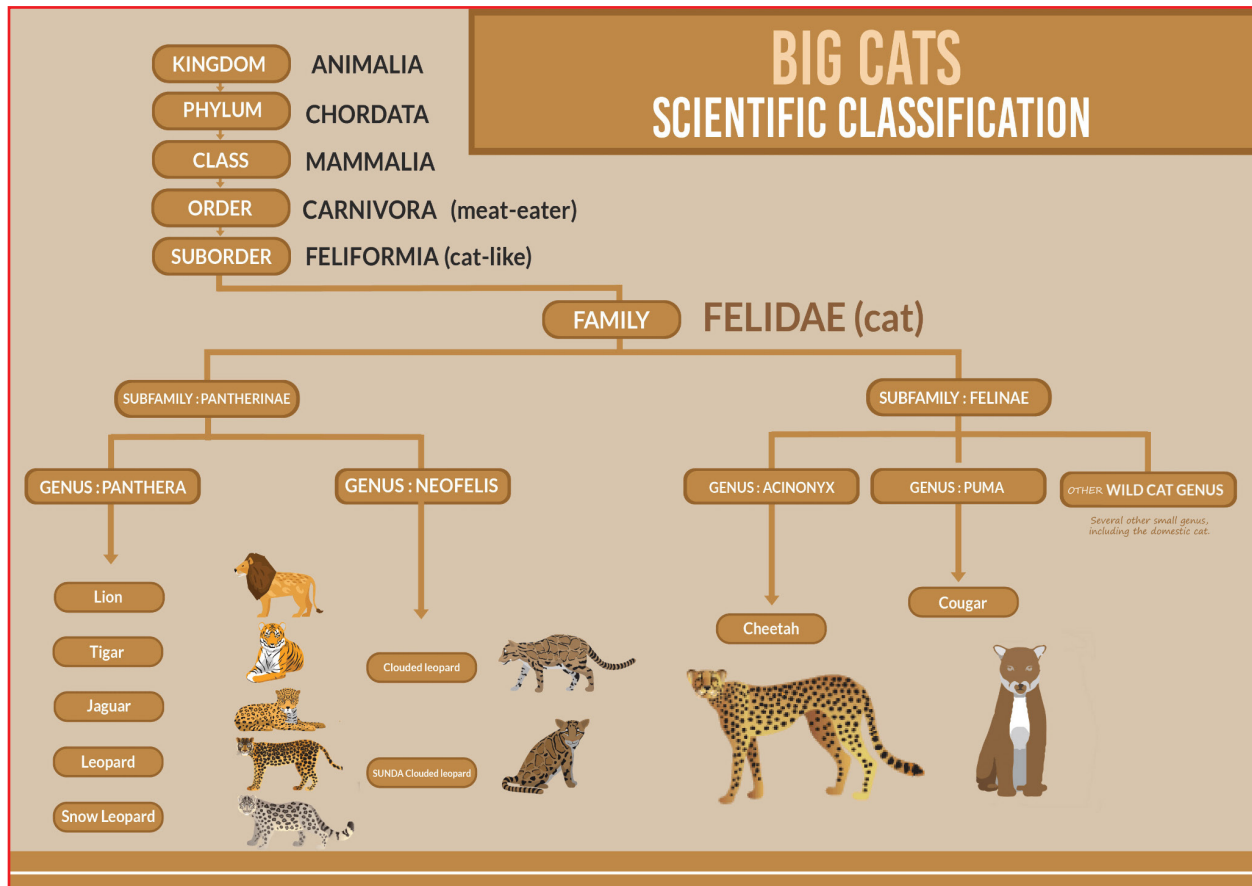 BIG CATS
SCIENTIFIC CLASSIFICATION
KINGDOM ANIMALIA
PHYLUM CHORDATA
CLASS MAMMALIA
ORDER CARNIVORA (meat-eater)
SUBORDER FELIFORMIA (cat-like)
FAMILY FELIDAE (cat)
SUBFAMILY : PANTHERINAE
SUBFAMILY : FELINAE
GENUS : PANTHERA
GENUS : NEOFELIS
GENUS : ACINONYX
GENUS : PUMA
OTHER WILD CAT GENUS
Several other small genus,
including the domestic cat.
Lion
Tigar
Jaguar
Leopard
Snow Leopard
Clouded leopard
SUNDA Clouded leopard
Cheetah
Cougar